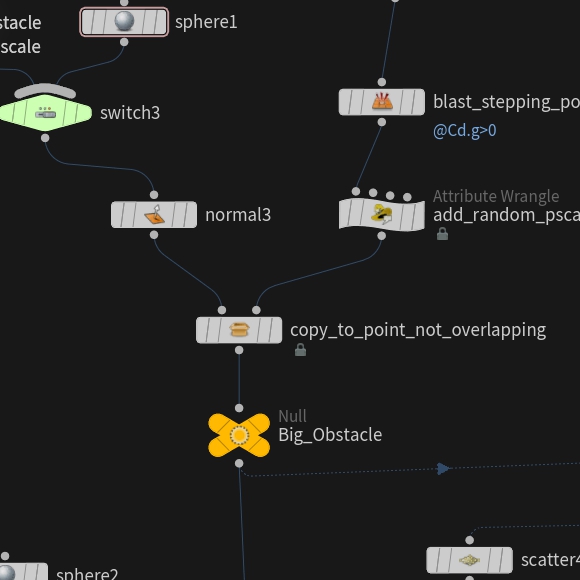 sphere1
stacle
scale
switch3
blast_stepping_po
@Cd.g>0
Attribute Wrangle
add_random_psca
normal3
copy_to_point_not_overlapping
Null
Big_Obstacle
scatter4
sphere2